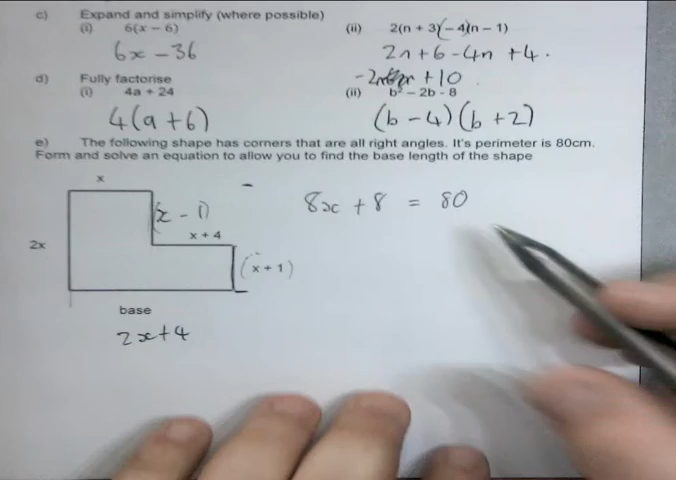 c) Expand and simplify (where possible)
(i) 6(x – 6) (ii) 2(n + 3)(– 4)(n – 1)
6x – 36 2n + 6 – 4n + 4.
-2n + 10
d) Fully factorise
(i) 4a + 24 (ii) b² – 2b - 8
4(a + 6) (b – 4)(b + 2)
e) The following shape has corners that are all right angles. It's perimeter is 80cm.
Form and solve an equation to allow you to find the base length of the shape
x
8x + 8 = 80
(x - 1)
x + 4
2x
(x + 1)
base
2x+4